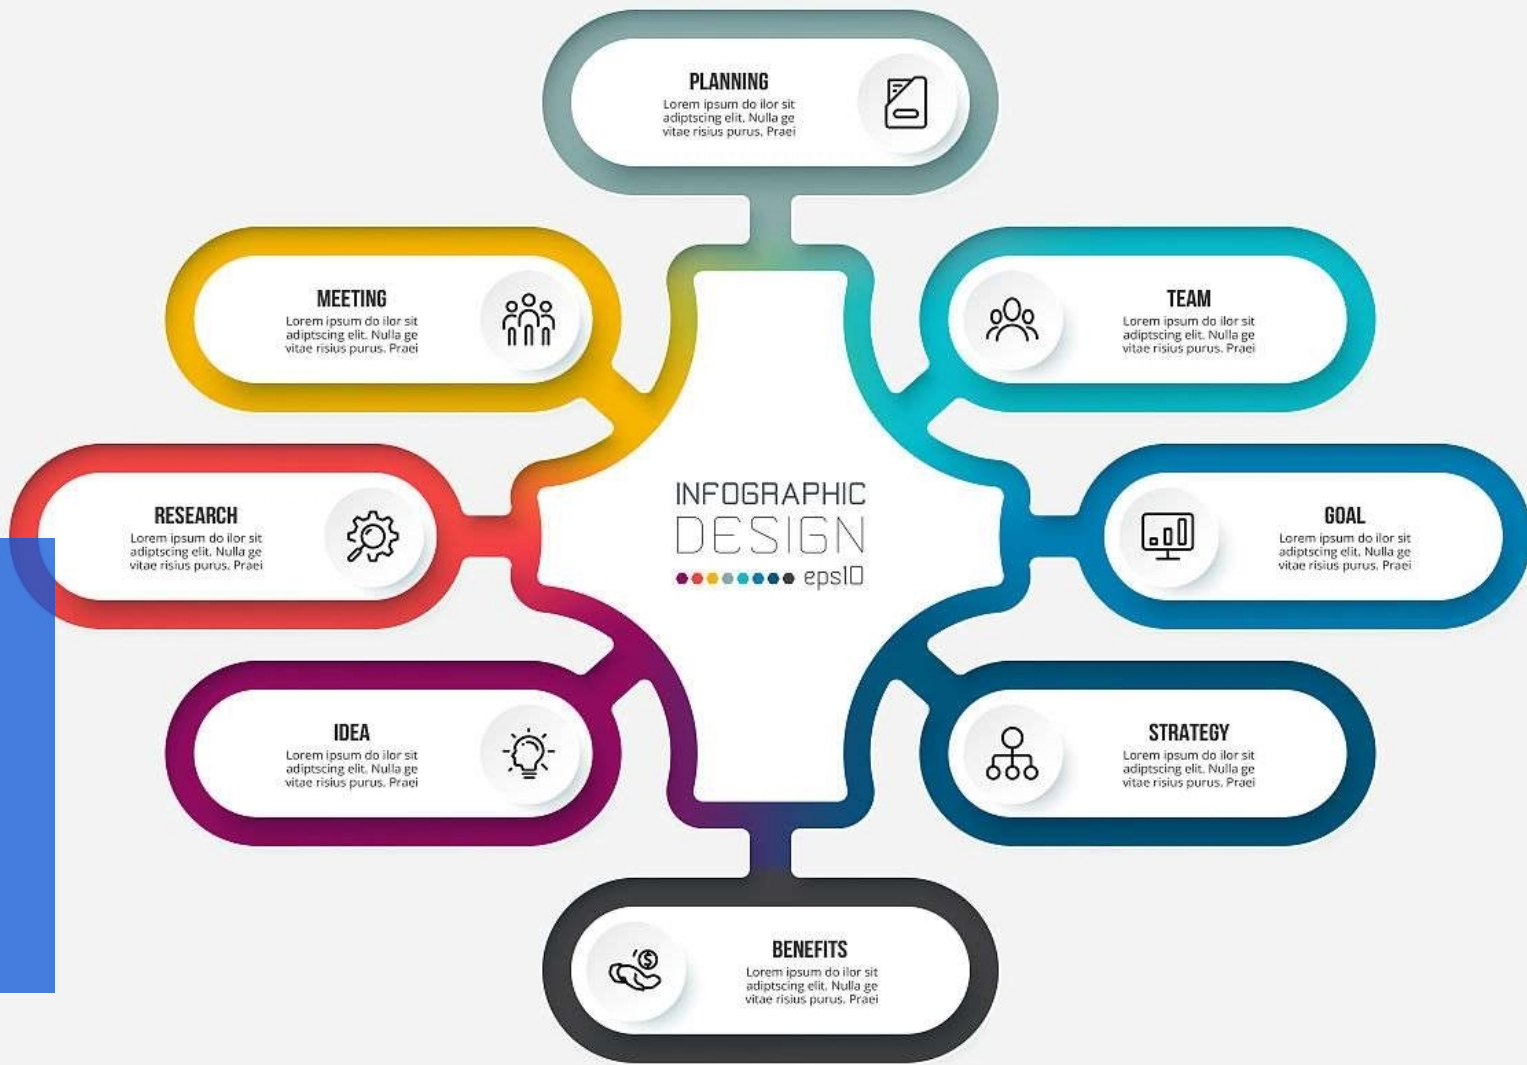 PLANNING
Lorem ipsum do ilor sit
adiptscing elit. Nulla ge
vitae risius purus. Praei
MEETING
Lorem ipsum do ilor sit
adiptscing elit. Nulla ge
vitae risius purus. Praei
TEAM
Lorem ipsum do ilor sit
adiptscing elit. Nulla ge
vitae risius purus. Praei
RESEARCH
Lorem ipsum do ilor sit
adiptscing elit. Nulla ge
vitae risius purus. Praei
INFOGRAPHIC
DESIGN
eps10
GOAL
Lorem ipsum do ilor sit
adiptscing elit. Nulla ge
vitae risius purus. Praei
IDEA
Lorem ipsum do ilor sit
adiptscing elit. Nulla ge
vitae risius purus. Praei
STRATEGY
Lorem ipsum do ilor sit
adiptscing elit. Nulla ge
vitae risius purus. Praei
BENEFITS
Lorem ipsum do ilor sit
adiptscing elit. Nulla ge
vitae risius purus. Praei